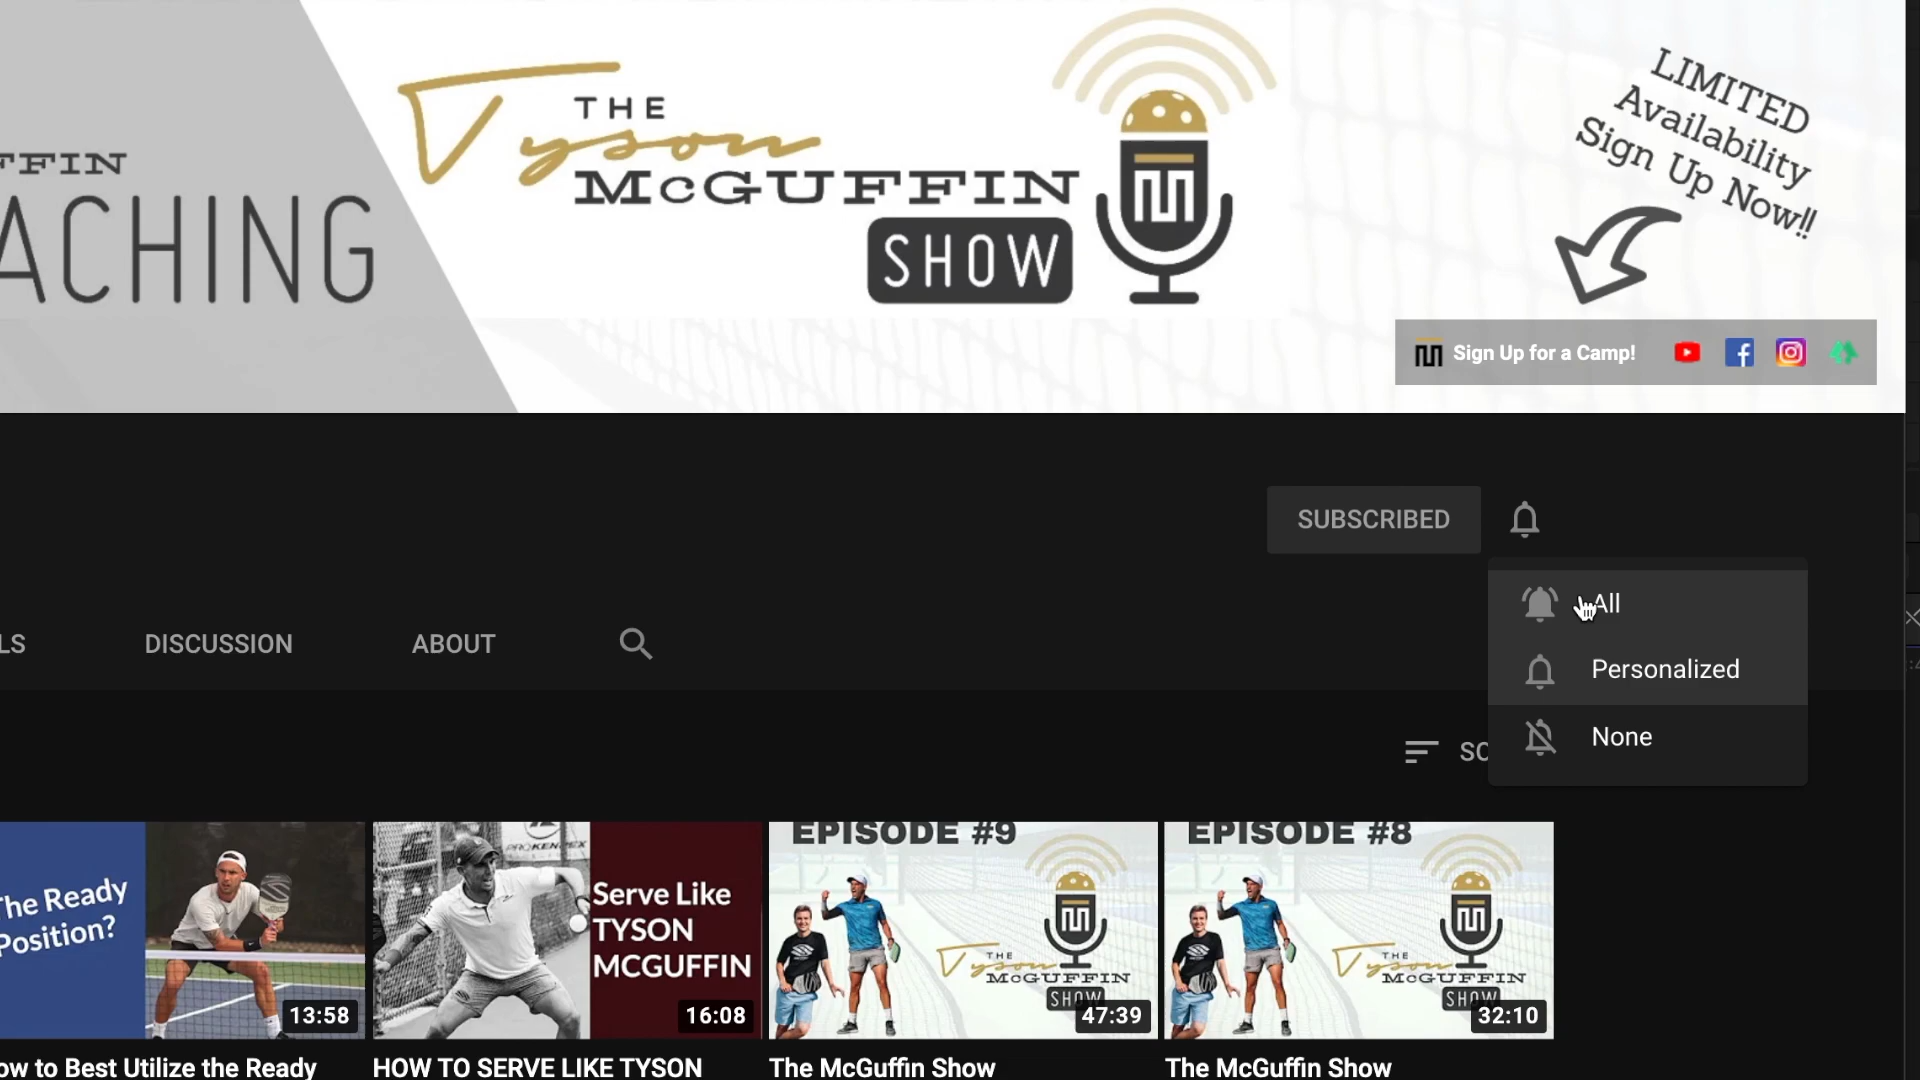 FFIN
ACHING
THE
Tyson
McGUFFIN
SHOW
LIMITED
Availability
Sign Up Now!!
Sign Up for a Camp!
SUBSCRIBED
All
Personalized
None
LS
DISCUSSION
ABOUT
SO
The Ready
Position?
13:58
PROKENNEX
Serve Like
TYSON
MCGUFFIN
16:08
EPISODE #9
THE
Tyson
McGUFFIN
SHOW
47:39
EPISODE #8
THE
Tyson
McGUFFIN
SHOW
32:10
ow to Best Utilize the Ready
HOW TO SERVE LIKE TYSON
The McGuffin Show
The McGuffin Show